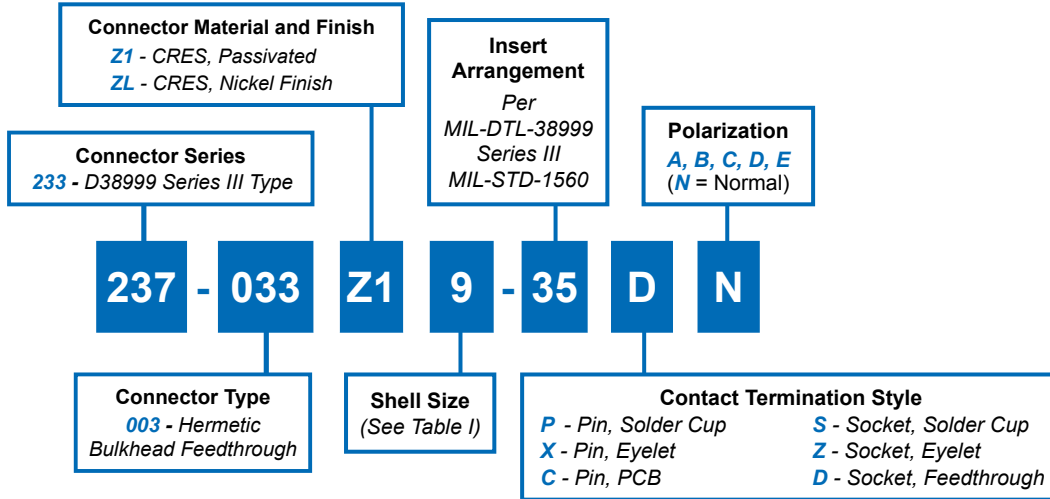 Connector Material and Finish
Z1 - CRES, Passivated
ZL - CRES, Nickel Finish
Insert
Arrangement
Per
MIL-DTL-38999
Series III
MIL-STD-1560
Polarization
A, B, C, D, E
(N = Normal)
Connector Series
233 - D38999 Series III Type
237 - 033 Z1 9 - 35 D N
Connector Type
003 - Hermetic
Bulkhead Feedthrough
Shell Size
(See Table I)
Contact Termination Style
P - Pin, Solder Cup
X - Pin, Eyelet
C - Pin, PCB
S - Socket, Solder Cup
Z - Socket, Eyelet
D - Socket, Feedthrough